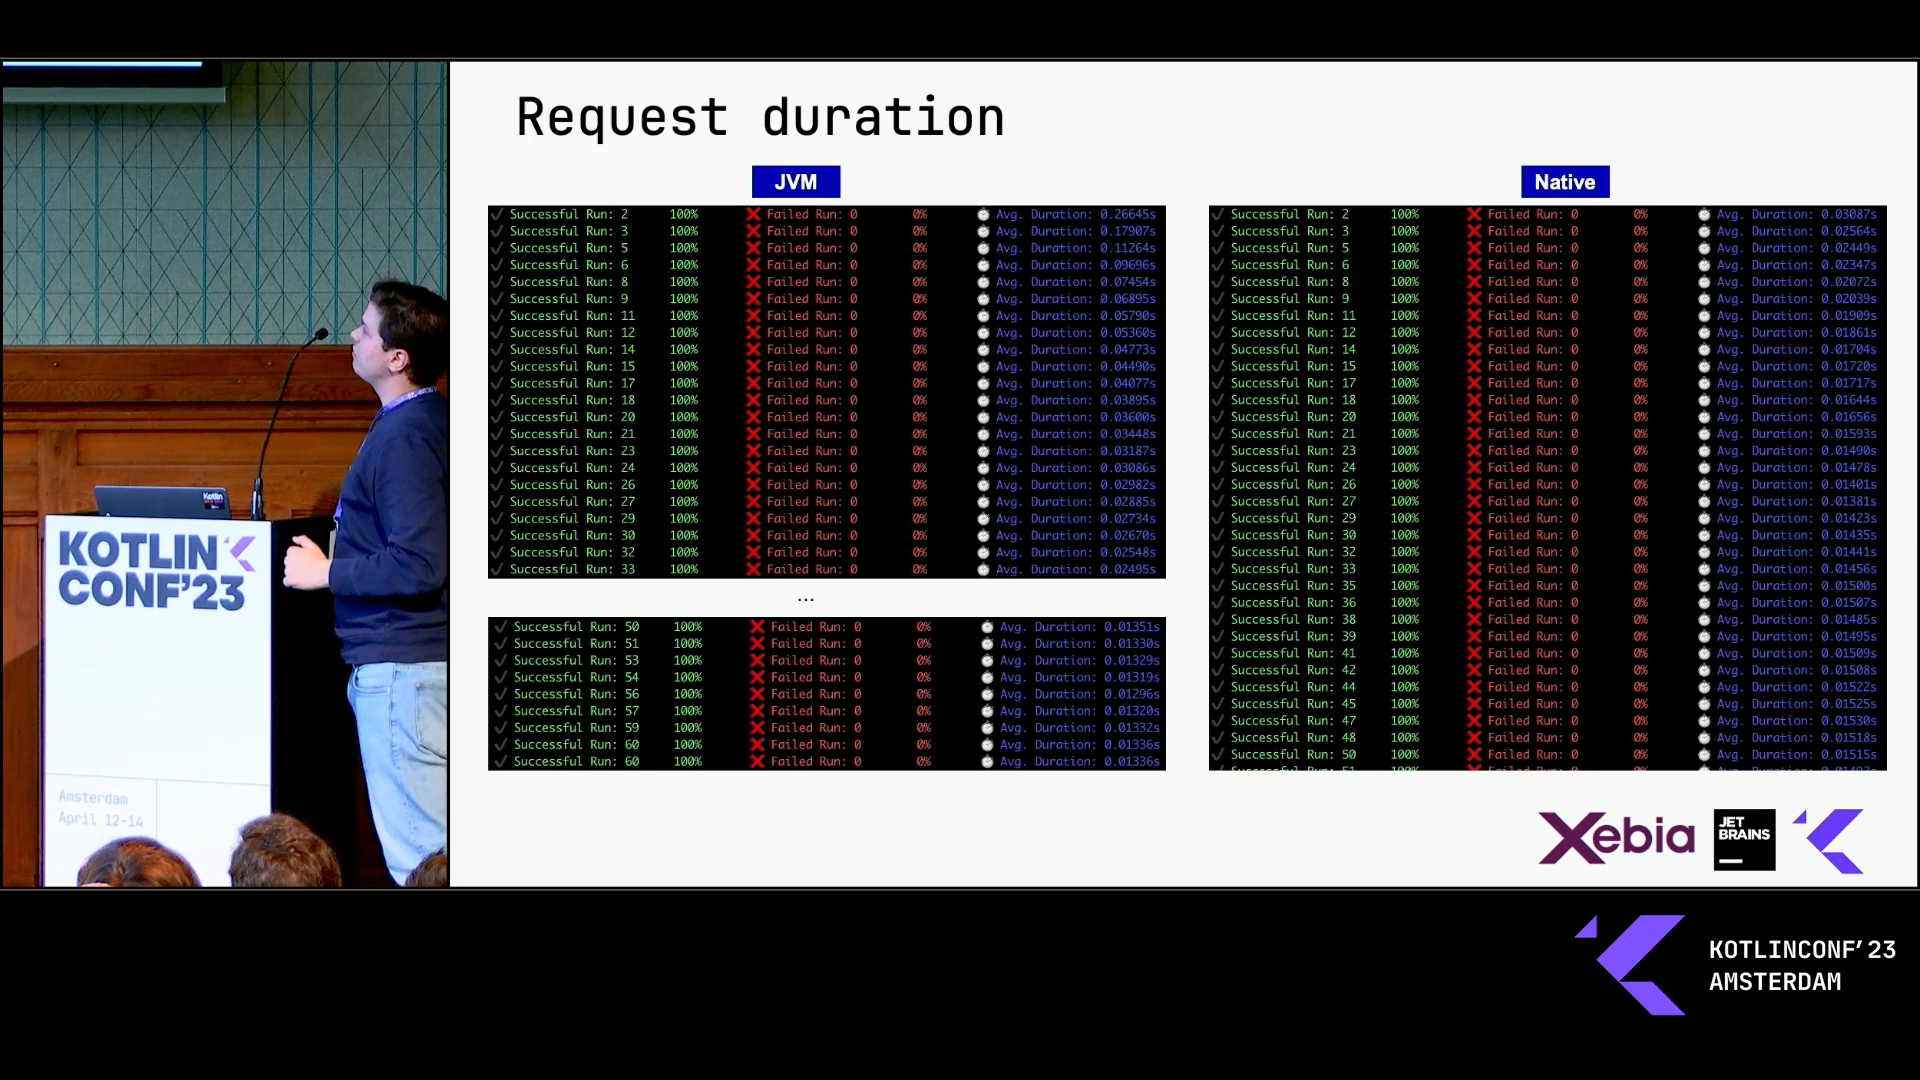 Request duration
JVM
✓ Successful Run: 2 100% ❌ Failed Run: 0 0% ⏱ Avg. Duration: 0.26645s
✓ Successful Run: 3 100% ❌ Failed Run: 0 0% ⏱ Avg. Duration: 0.17907s
✓ Successful Run: 5 100% ❌ Failed Run: 0 0% ⏱ Avg. Duration: 0.11264s
✓ Successful Run: 6 100% ❌ Failed Run: 0 0% ⏱ Avg. Duration: 0.09696s
✓ Successful Run: 8 100% ❌ Failed Run: 0 0% ⏱ Avg. Duration: 0.07454s
✓ Successful Run: 9 100% ❌ Failed Run: 0 0% ⏱ Avg. Duration: 0.06895s
✓ Successful Run: 11 100% ❌ Failed Run: 0 0% ⏱ Avg. Duration: 0.05790s
✓ Successful Run: 12 100% ❌ Failed Run: 0 0% ⏱ Avg. Duration: 0.05360s
✓ Successful Run: 14 100% ❌ Failed Run: 0 0% ⏱ Avg. Duration: 0.04773s
✓ Successful Run: 15 100% ❌ Failed Run: 0 0% ⏱ Avg. Duration: 0.04490s
✓ Successful Run: 17 100% ❌ Failed Run: 0 0% ⏱ Avg. Duration: 0.04077s
✓ Successful Run: 18 100% ❌ Failed Run: 0 0% ⏱ Avg. Duration: 0.03895s
✓ Successful Run: 20 100% ❌ Failed Run: 0 0% ⏱ Avg. Duration: 0.03600s
✓ Successful Run: 21 100% ❌ Failed Run: 0 0% ⏱ Avg. Duration: 0.03448s
✓ Successful Run: 23 100% ❌ Failed Run: 0 0% ⏱ Avg. Duration: 0.03187s
✓ Successful Run: 24 100% ❌ Failed Run: 0 0% ⏱ Avg. Duration: 0.03086s
✓ Successful Run: 26 100% ❌ Failed Run: 0 0% ⏱ Avg. Duration: 0.02982s
✓ Successful Run: 27 100% ❌ Failed Run: 0 0% ⏱ Avg. Duration: 0.02885s
✓ Successful Run: 29 100% ❌ Failed Run: 0 0% ⏱ Avg. Duration: 0.02734s
✓ Successful Run: 30 100% ❌ Failed Run: 0 0% ⏱ Avg. Duration: 0.02670s
✓ Successful Run: 32 100% ❌ Failed Run: 0 0% ⏱ Avg. Duration: 0.02548s
✓ Successful Run: 33 100% ❌ Failed Run: 0 0% ⏱ Avg. Duration: 0.02495s
...
✓ Successful Run: 50 100% ❌ Failed Run: 0 0% ⏱ Avg. Duration: 0.01351s
✓ Successful Run: 51 100% ❌ Failed Run: 0 0% ⏱ Avg. Duration: 0.01330s
✓ Successful Run: 53 100% ❌ Failed Run: 0 0% ⏱ Avg. Duration: 0.01329s
✓ Successful Run: 54 100% ❌ Failed Run: 0 0% ⏱ Avg. Duration: 0.01319s
✓ Successful Run: 56 100% ❌ Failed Run: 0 0% ⏱ Avg. Duration: 0.01296s
✓ Successful Run: 57 100% ❌ Failed Run: 0 0% ⏱ Avg. Duration: 0.01320s
✓ Successful Run: 59 100% ❌ Failed Run: 0 0% ⏱ Avg. Duration: 0.01332s
✓ Successful Run: 60 100% ❌ Failed Run: 0 0% ⏱ Avg. Duration: 0.01336s
✓ Successful Run: 60 100% ❌ Failed Run: 0 0% ⏱ Avg. Duration: 0.01336s
Native
✓ Successful Run: 2 100% ❌ Failed Run: 0 0% ⏱ Avg. Duration: 0.03087s
✓ Successful Run: 3 100% ❌ Failed Run: 0 0% ⏱ Avg. Duration: 0.02564s
✓ Successful Run: 5 100% ❌ Failed Run: 0 0% ⏱ Avg. Duration: 0.02449s
✓ Successful Run: 6 100% ❌ Failed Run: 0 0% ⏱ Avg. Duration: 0.02347s
✓ Successful Run: 8 100% ❌ Failed Run: 0 0% ⏱ Avg. Duration: 0.02072s
✓ Successful Run: 9 100% ❌ Failed Run: 0 0% ⏱ Avg. Duration: 0.02039s
✓ Successful Run: 11 100% ❌ Failed Run: 0 0% ⏱ Avg. Duration: 0.01909s
✓ Successful Run: 12 100% ❌ Failed Run: 0 0% ⏱ Avg. Duration: 0.01861s
✓ Successful Run: 14 100% ❌ Failed Run: 0 0% ⏱ Avg. Duration: 0.01704s
✓ Successful Run: 15 100% ❌ Failed Run: 0 0% ⏱ Avg. Duration: 0.01720s
✓ Successful Run: 17 100% ❌ Failed Run: 0 0% ⏱ Avg. Duration: 0.01717s
✓ Successful Run: 18 100% ❌ Failed Run: 0 0% ⏱ Avg. Duration: 0.01644s
✓ Successful Run: 20 100% ❌ Failed Run: 0 0% ⏱ Avg. Duration: 0.01656s
✓ Successful Run: 21 100% ❌ Failed Run: 0 0% ⏱ Avg. Duration: 0.01593s
✓ Successful Run: 23 100% ❌ Failed Run: 0 0% ⏱ Avg. Duration: 0.01490s
✓ Successful Run: 24 100% ❌ Failed Run: 0 0% ⏱ Avg. Duration: 0.01478s
✓ Successful Run: 26 100% ❌ Failed Run: 0 0% ⏱ Avg. Duration: 0.01401s
✓ Successful Run: 27 100% ❌ Failed Run: 0 0% ⏱ Avg. Duration: 0.01381s
✓ Successful Run: 29 100% ❌ Failed Run: 0 0% ⏱ Avg. Duration: 0.01423s
✓ Successful Run: 30 100% ❌ Failed Run: 0 0% ⏱ Avg. Duration: 0.01435s
✓ Successful Run: 32 100% ❌ Failed Run: 0 0% ⏱ Avg. Duration: 0.01441s
✓ Successful Run: 33 100% ❌ Failed Run: 0 0% ⏱ Avg. Duration: 0.01456s
✓ Successful Run: 35 100% ❌ Failed Run: 0 0% ⏱ Avg. Duration: 0.01500s
✓ Successful Run: 36 100% ❌ Failed Run: 0 0% ⏱ Avg. Duration: 0.01507s
✓ Successful Run: 38 100% ❌ Failed Run: 0 0% ⏱ Avg. Duration: 0.01485s
✓ Successful Run: 39 100% ❌ Failed Run: 0 0% ⏱ Avg. Duration: 0.01495s
✓ Successful Run: 41 100% ❌ Failed Run: 0 0% ⏱ Avg. Duration: 0.01509s
✓ Successful Run: 42 100% ❌ Failed Run: 0 0% ⏱ Avg. Duration: 0.01508s
✓ Successful Run: 44 100% ❌ Failed Run: 0 0% ⏱ Avg. Duration: 0.01522s
✓ Successful Run: 45 100% ❌ Failed Run: 0 0% ⏱ Avg. Duration: 0.01525s
✓ Successful Run: 47 100% ❌ Failed Run: 0 0% ⏱ Avg. Duration: 0.01530s
✓ Successful Run: 48 100% ❌ Failed Run: 0 0% ⏱ Avg. Duration: 0.01518s
✓ Successful Run: 50 100% ❌ Failed Run: 0 0% ⏱ Avg. Duration: 0.01515s
Xebia
JET
BRAINS
Kotlin
KOTLIN
CONF'23
Amsterdam
April 12-14
KOTLINCONF'23
AMSTERDAM